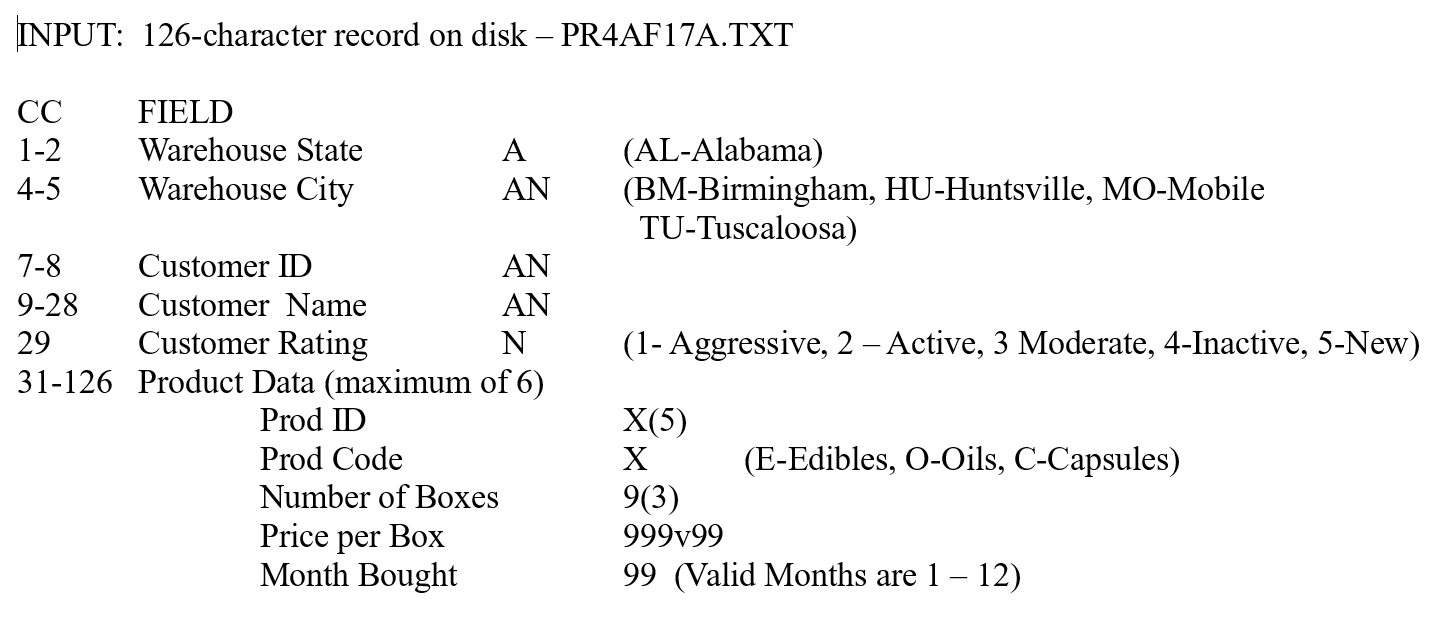 INPUT:  126-character record on disk – PR4AF17A.TXT
CC FIELD
1-2 Warehouse State A (AL-Alabama)
4-5 Warehouse City AN (BM-Birmingham, HU-Huntsville, MO-Mobile
TU-Tuscaloosa)
7-8 Customer ID AN
9-28 Customer  Name AN
29 Customer Rating N (1- Aggressive, 2 – Active, 3 Moderate, 4-Inactive, 5-New)
31-126 Product Data (maximum of 6)
Prod ID X(5)
Prod Code X (E-Edibles, O-Oils, C-Capsules)
Number of Boxes 9(3)
Price per Box 999v99
Month Bought 99  (Valid Months are 1 – 12)